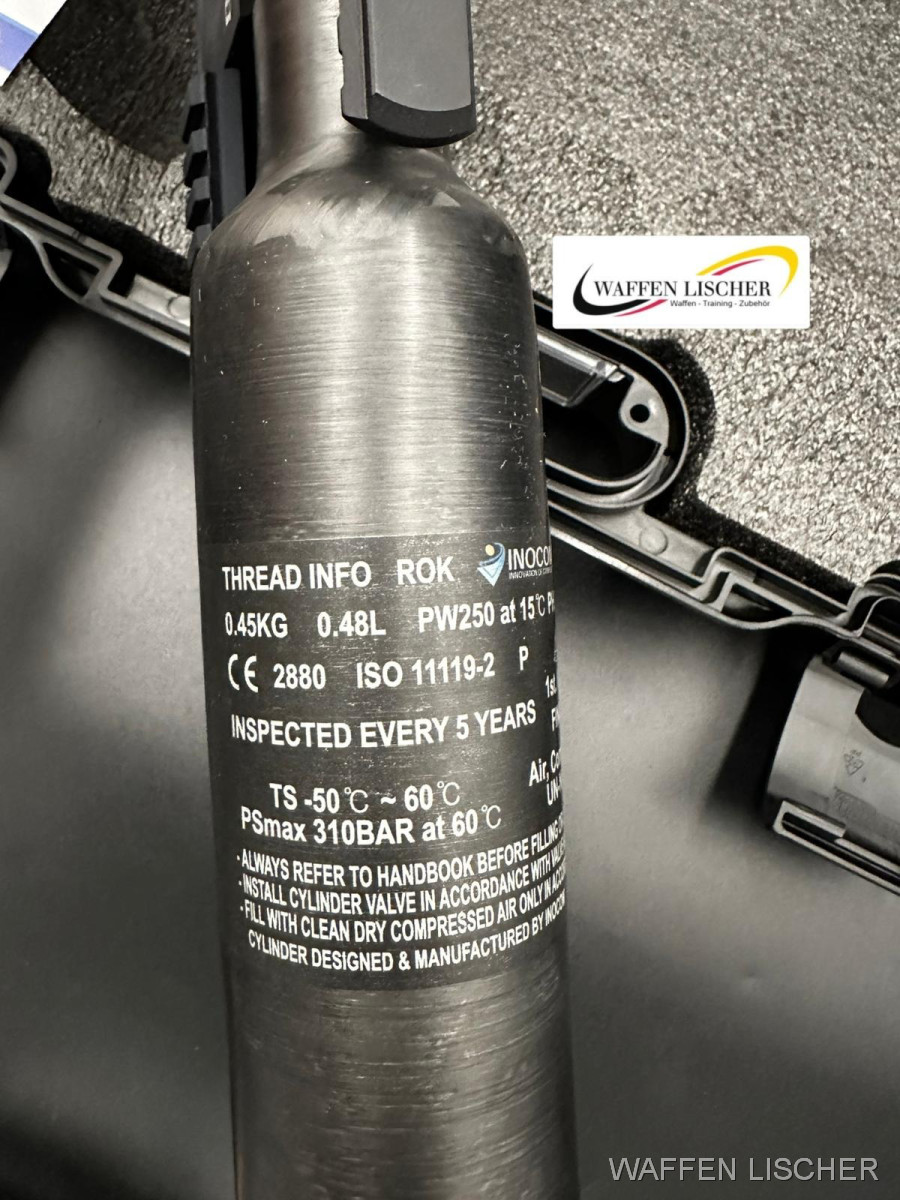 WAFFEN LISCHER
Waffen - Training - Zubehör
THREAD INFO ROK
0.45KG 0.48L PW250 at 15℃
CE 2880 ISO 11119-2 P
1st.
INSPECTED EVERY 5 YEARS
Air,
TS -50℃ ~ 60℃
PSmax 310BAR at 60℃
·ALWAYS REFER TO HANDBOOK BEFORE FILLING
·INSTALL CYLINDER VALVE IN ACCORDANCE WITH
·FILL WITH CLEAN DRY COMPRESSED AIR ONLY IN
CYLINDER DESIGNED & MANUFACTURED BY
WAFFEN LISCHER